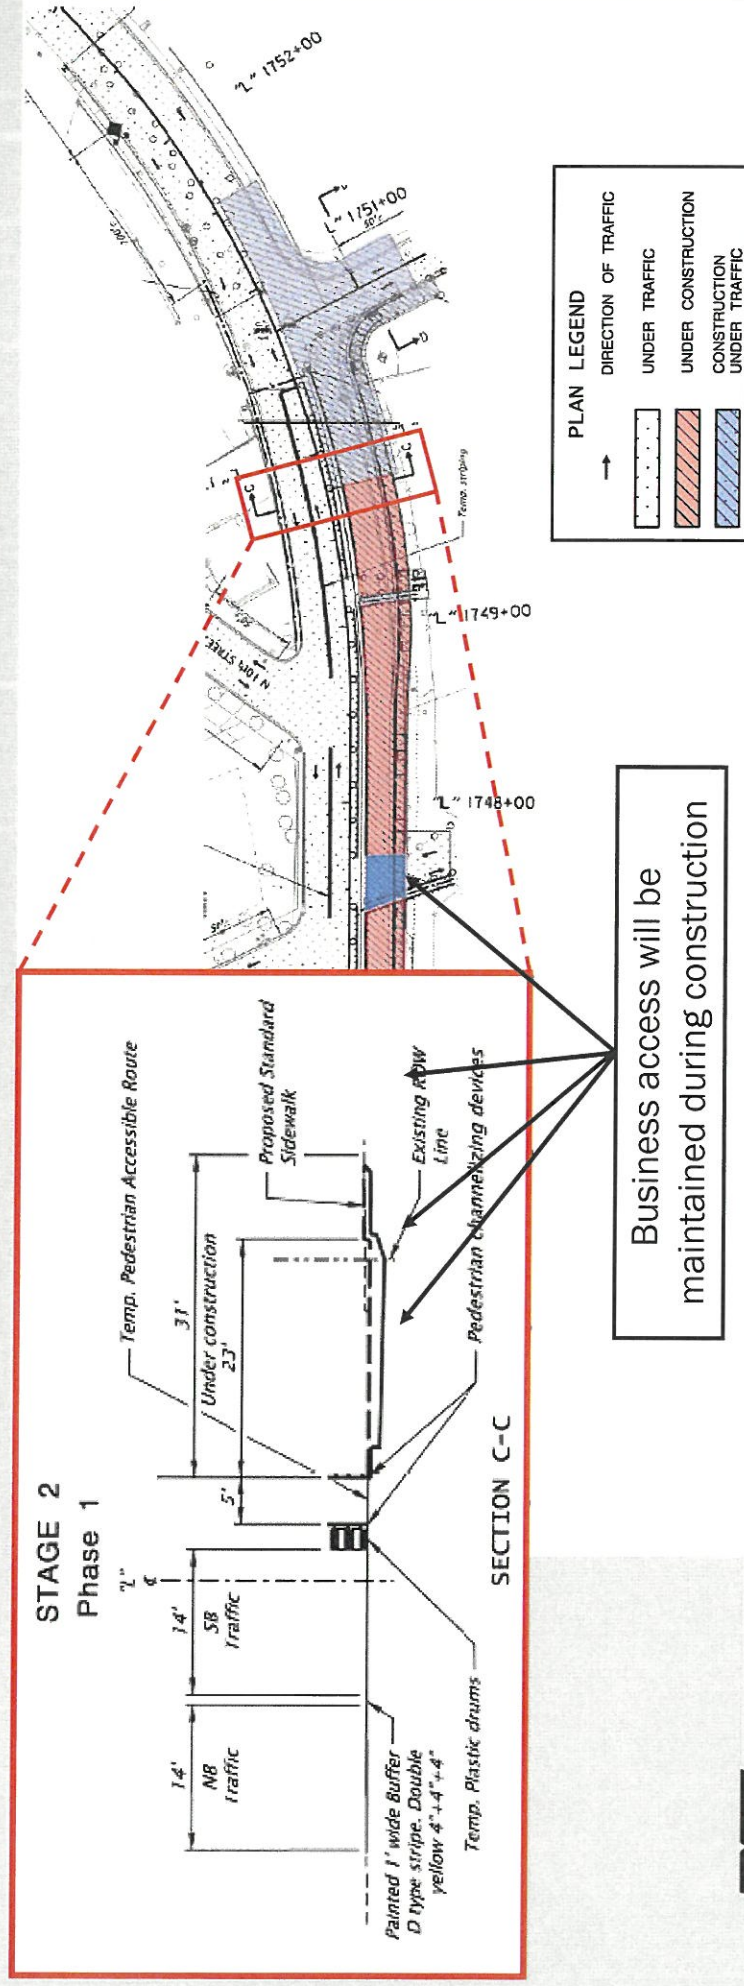 STAGE 2
Phase 1
"L"
℄
14'
NB
Traffic
14'
SB
Traffic
5'
31'
Under construction
23'
Temp. Pedestrian Accessible Route
Proposed Standard
Sidewalk
Existing ROW
Line
Pedestrian channelizing devices
Painted 1' wide Buffer
D type stripe. Double
yellow 4"+4"+4"
Temp. Plastic drums
SECTION C-C
Business access will be
maintained during construction
"L" 1748+00
"L" 1749+00
L" 1751+00
50'
"L" 1752+00
N 10th STREET
Temp. striping
C
C
D
PLAN LEGEND
DIRECTION OF TRAFFIC
UNDER TRAFFIC
UNDER CONSTRUCTION
CONSTRUCTION
UNDER TRAFFIC